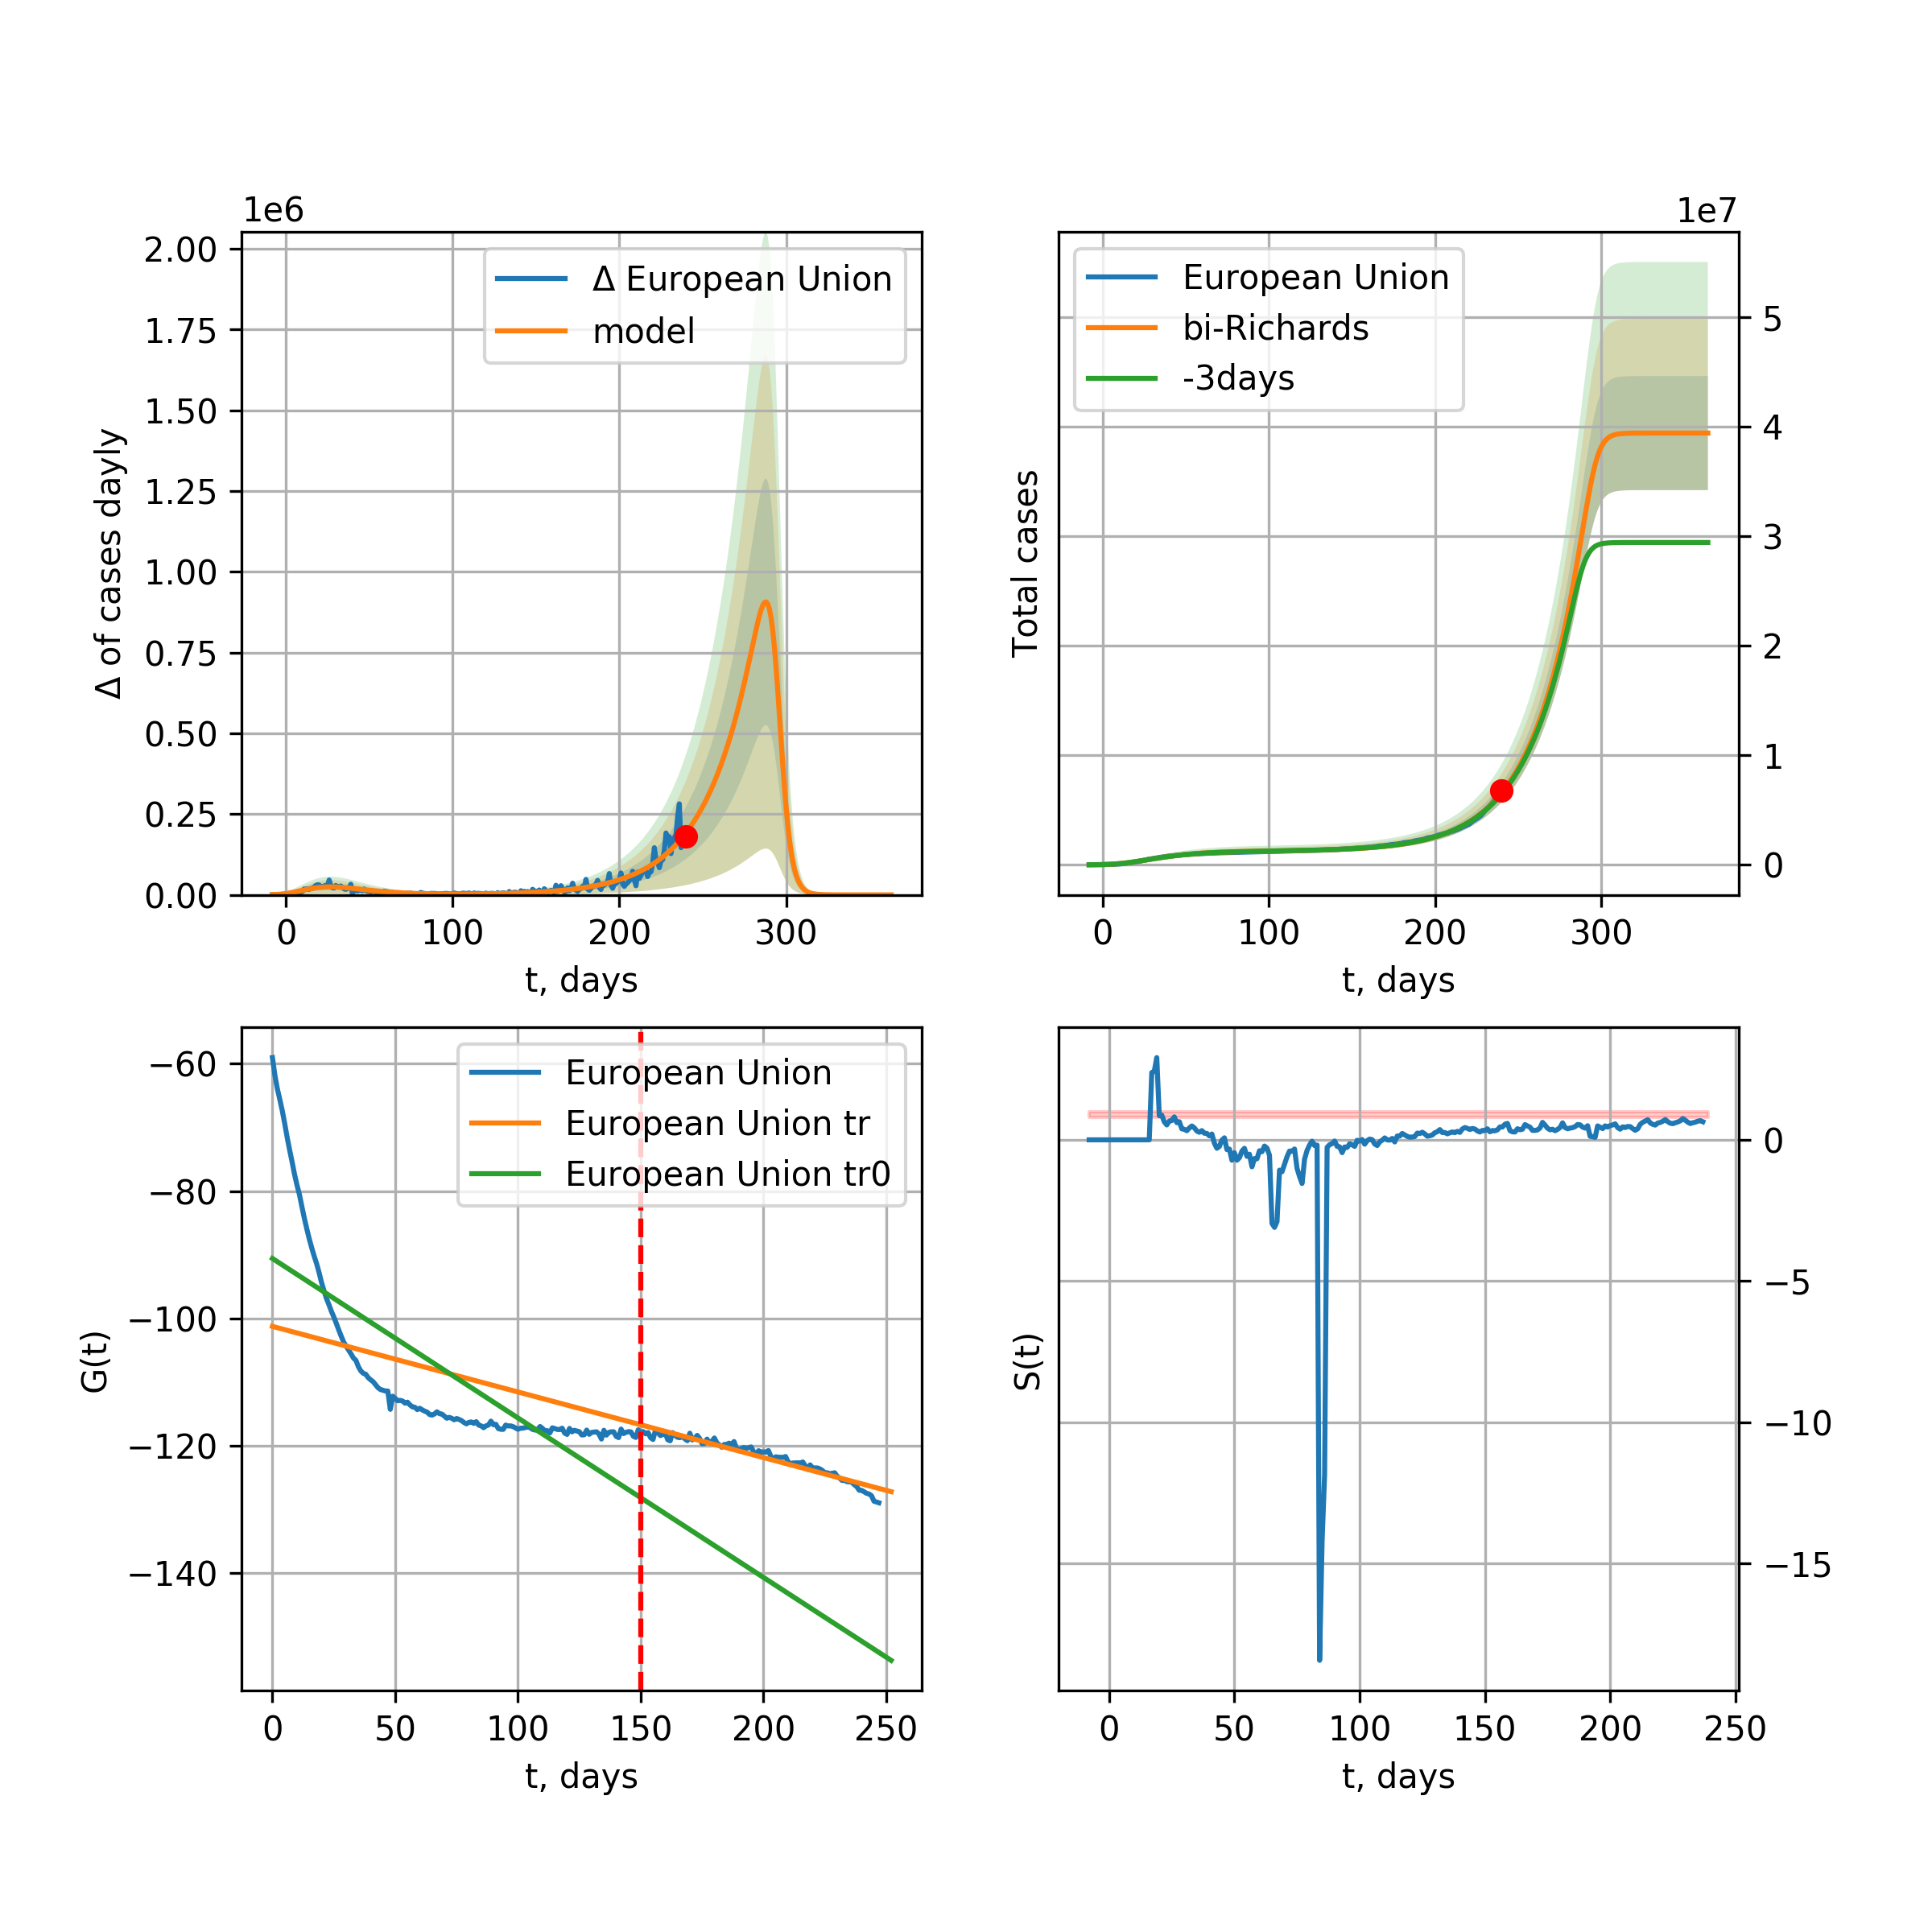 1e6
2.00
1.75
1.50
1.25
1.00
0.75
0.50
0.25
0.00
Δ of cases dayly
Δ European Union
model
0 100 200 300
t, days
1e7
European Union
bi-Richards
-3days
Total cases
5
4
3
2
1
0
0 100 200 300
t, days
−60
−80
−100
−120
−140
G(t)
European Union
European Union tr
European Union tr0
0 50 100 150 200 250
t, days
S(t)
0
−5
−10
−15
0 50 100 150 200 250
t, days